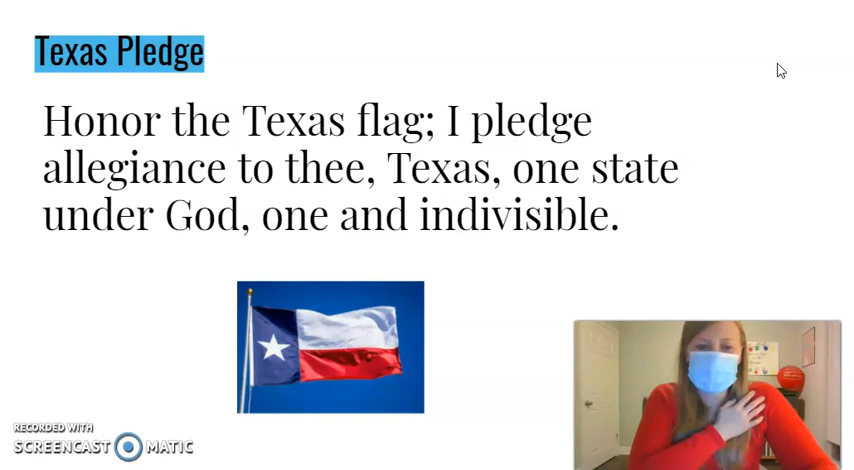 Texas Pledge
Honor the Texas flag; I pledge
allegiance to thee, Texas, one state
under God, one and indivisible.
RECORDED WITH
SCREENCAST MATIC